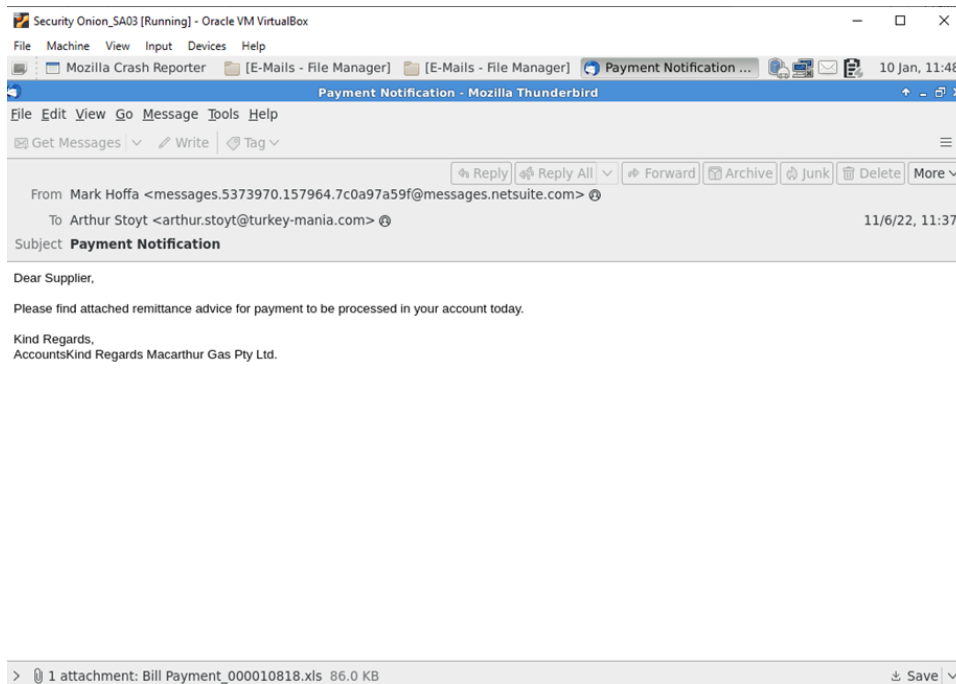 Security Onion_SA03 [Running] - Oracle VM VirtualBox
File Machine View Input Devices Help
Mozilla Crash Reporter [E-Mails - File Manager] [E-Mails - File Manager] Payment Notification ... 10 Jan, 11:48
Payment Notification - Mozilla Thunderbird
File Edit View Go Message Tools Help
Get Messages Write Tag
Reply Reply All Forward Archive Junk Delete More
From Mark Hoffa <messages.5373970.157964.7c0a97a59f@messages.netsuite.com>
To Arthur Stoyt <arthur.stoyt@turkey-mania.com> 11/6/22, 11:37
Subject Payment Notification
Dear Supplier,
Please find attached remittance advice for payment to be processed in your account today.
Kind Regards,
AccountsKind Regards Macarthur Gas Pty Ltd.
1 attachment: Bill Payment_000010818.xls 86.0 KB Save